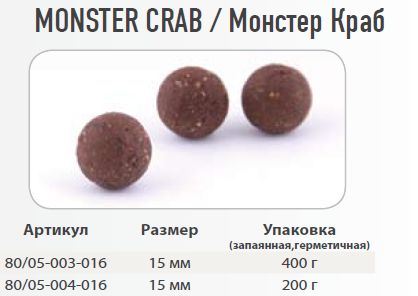 MONSTER CRAB / Монстер Краб
Артикул Размер Упаковка
(запаянная,герметичная)
80/05-003-016 15 мм 400 г
80/05-004-016 15 мм 200 г